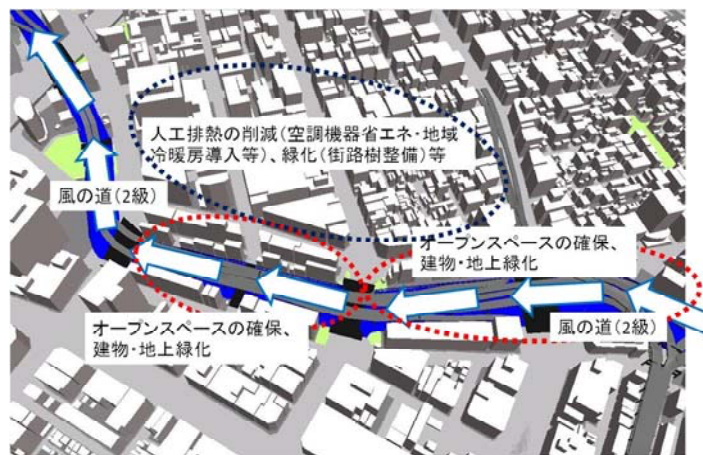 人工排熱の削減(空調機器省エネ・地域
冷暖房導入等)、緑化(街路樹整備)等
風の道(2級)
オープンスペースの確保、
建物・地上緑化
オープンスペースの確保、
建物・地上緑化
風の道(2級)